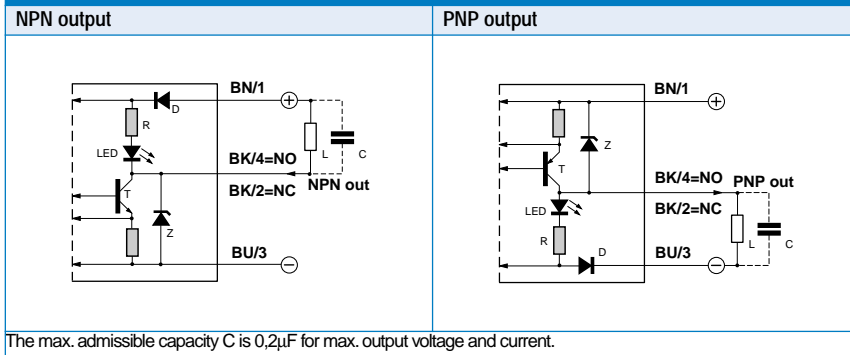 NPN output
PNP output
BN/1
D
R
LED
L
C
BK/4=NO
BK/2=NC
NPN out
T
Z
BU/3
BN/1
Z
T
BK/4=NO
PNP out
BK/2=NC
LED
R
L
C
D
BU/3
The max. admissible capacity C is 0,2µF for max. output voltage and current.